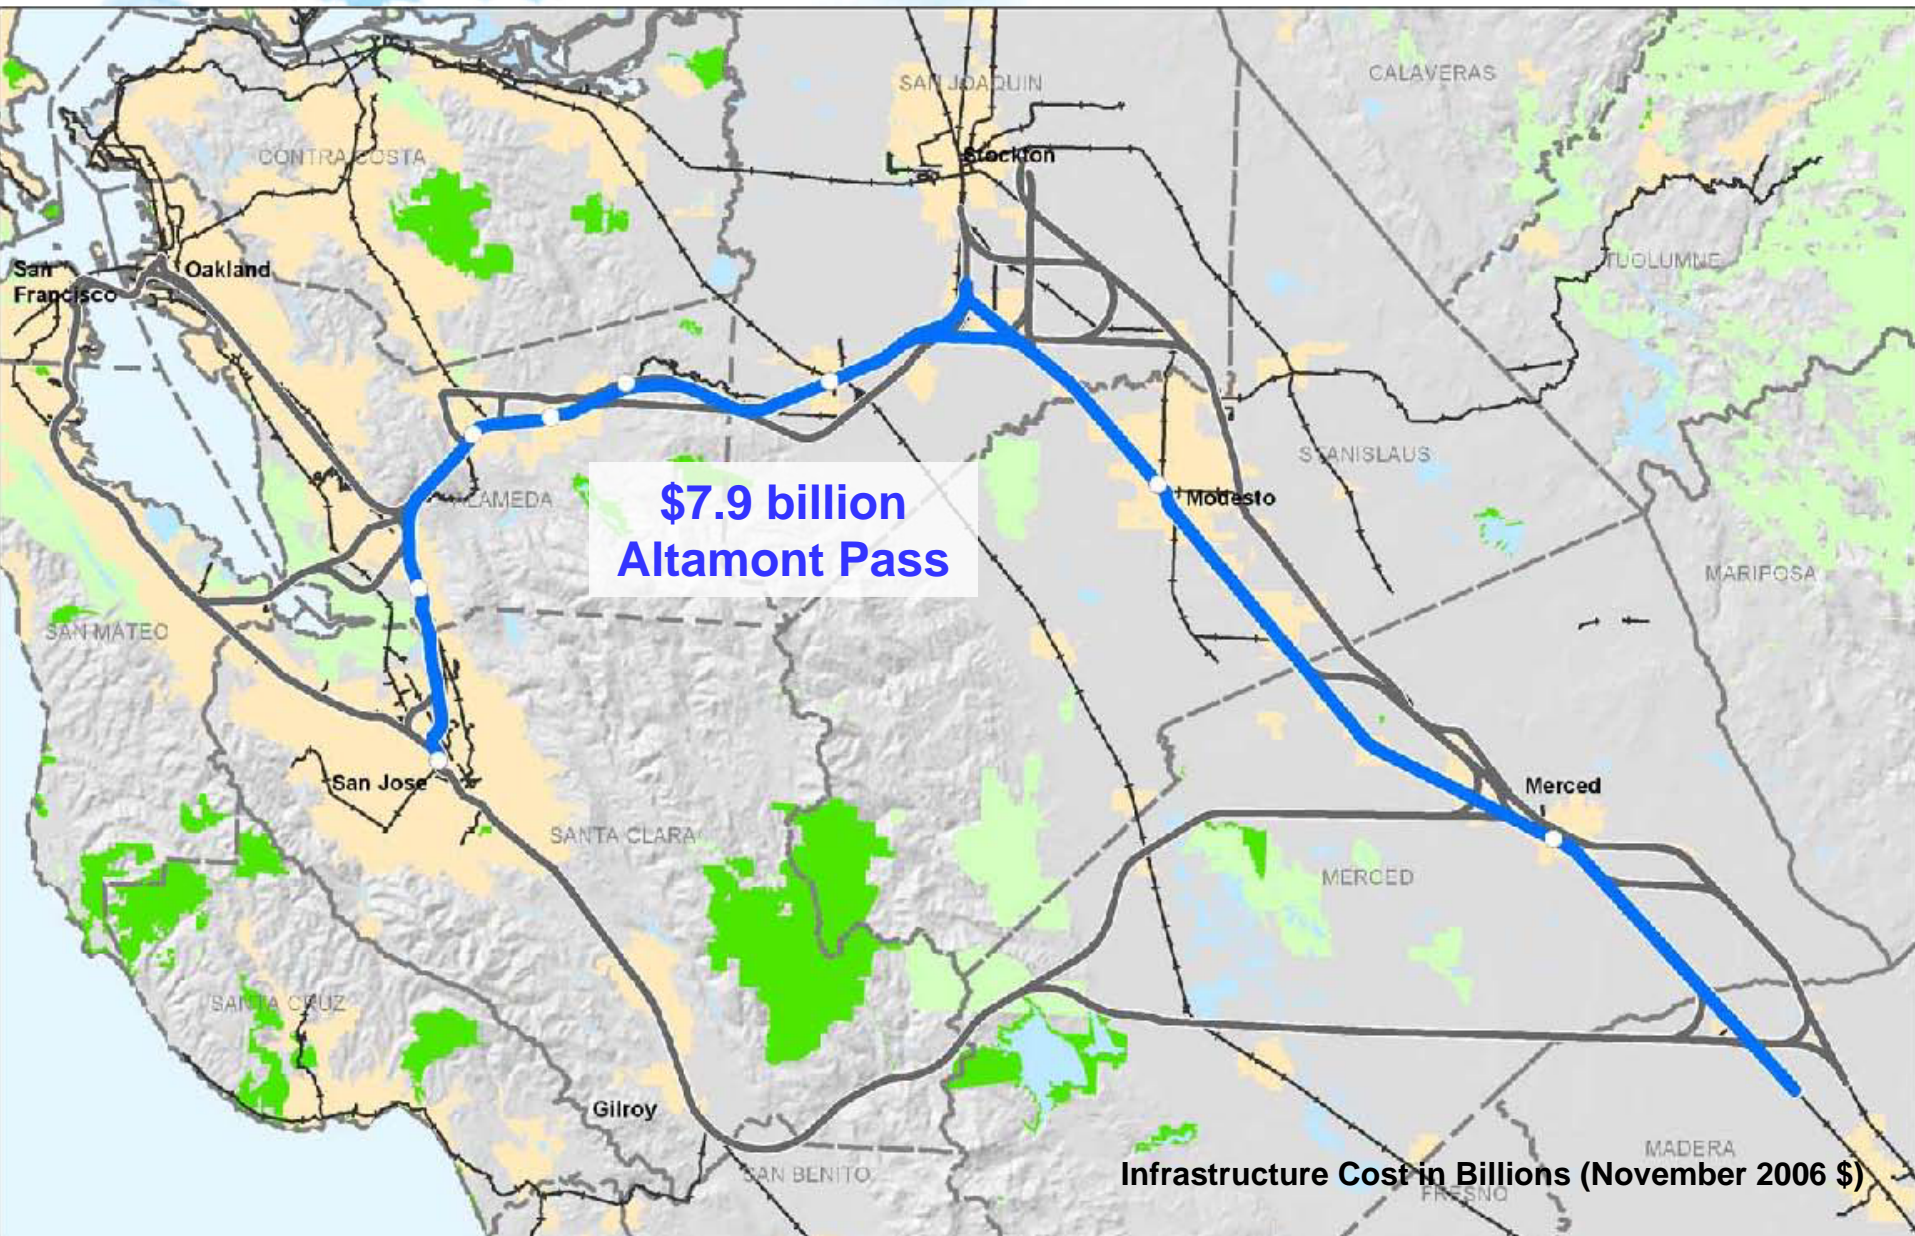 SAN JOAQUIN
CALAVERAS
CONTRA COSTA
Stockton
San
Francisco
Oakland
TUOLUMNE
STANISLAUS
ALAMEDA
$7.9 billion
Altamont Pass
Modesto
MARIPOSA
SAN MATEO
San Jose
Merced
SANTA CLARA
MERCED
SANTA CRUZ
Gilroy
SAN BENITO
MADERA
Infrastructure Cost in Billions (November 2006 $)
FRESNO